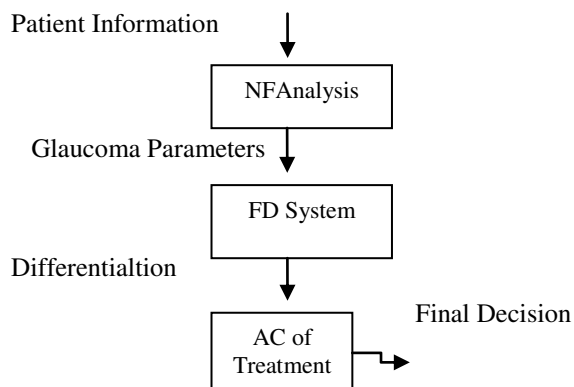 Patient Information
NFAnalysis
Glaucoma Parameters
FD System
Differentialtion
Final Decision
AC of
Treatment